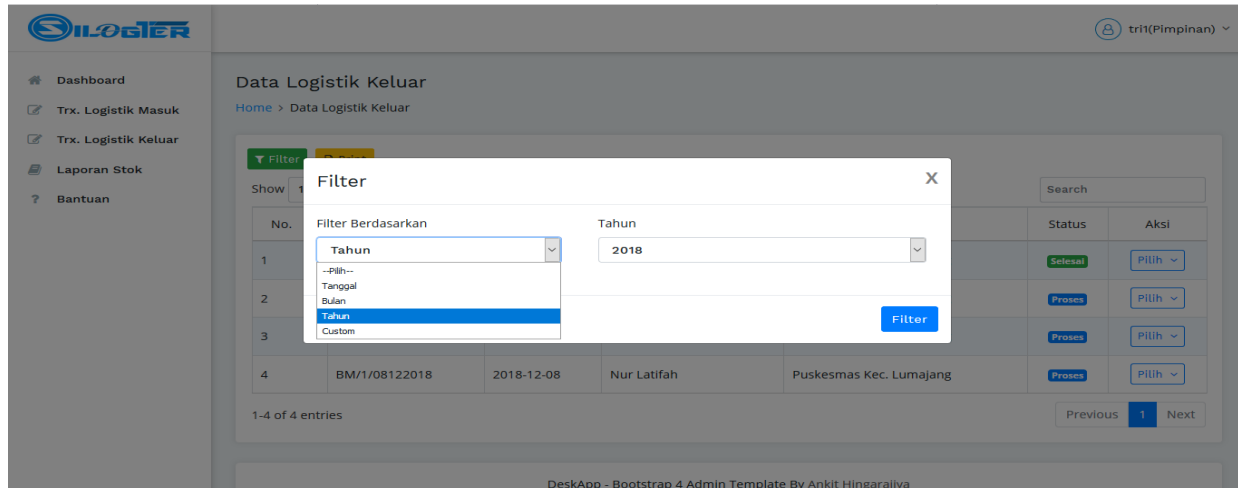 SILOGTER
tri1(Pimpinan)
Dashboard
Trx. Logistik Masuk
Trx. Logistik Keluar
Laporan Stok
Bantuan
Data Logistik Keluar
Home > Data Logistik Keluar
Filter Print
Show 1
Search
No. Status Aksi
Filter X
Filter Berdasarkan Tahun
Tahun 2018
--Pilih--
Tanggal
Bulan
Tahun
Custom
Filter
1 Selesai Pilih
2 Proses Pilih
3 Proses Pilih
4 BM/1/08122018 2018-12-08 Nur Latifah Puskesmas Kec. Lumajang Proses Pilih
1-4 of 4 entries
Previous 1 Next
DeskApp - Bootstrap 4 Admin Template By Ankit Hingarajiya